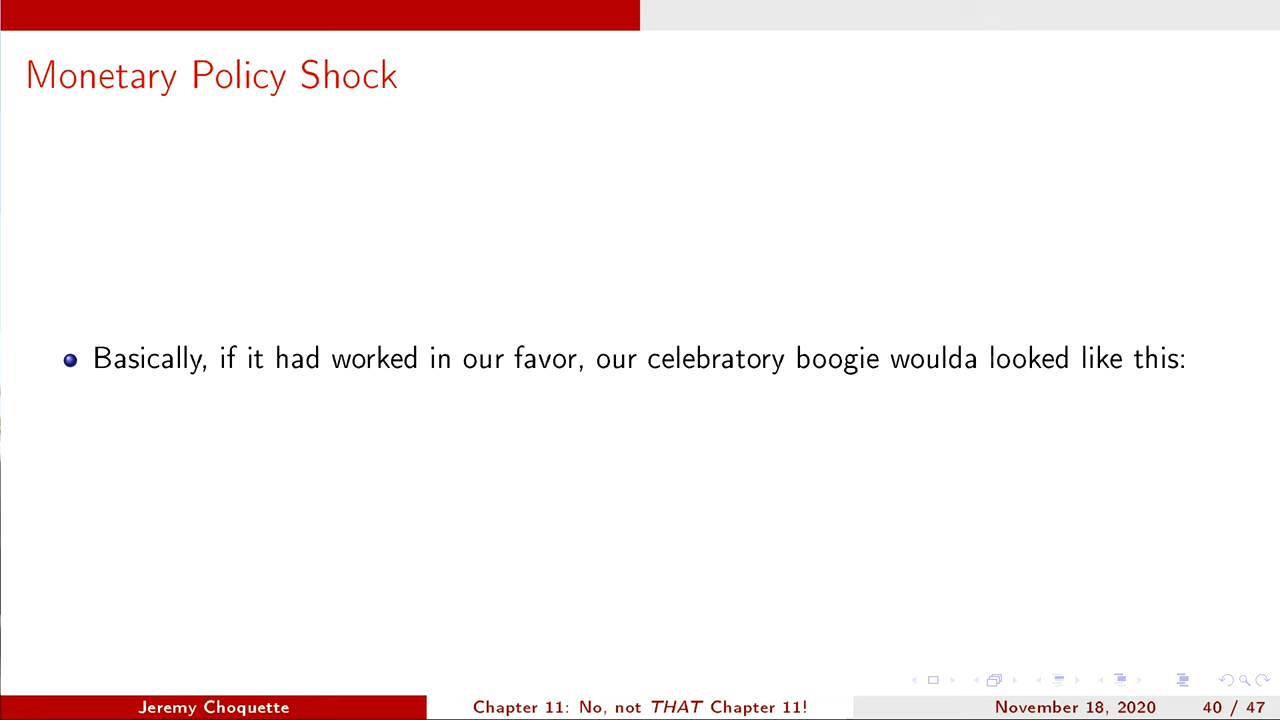 Monetary Policy Shock
Basically, if it had worked in our favor, our celebratory boogie woulda looked like this:
Jeremy Choquette
Chapter 11: No, not THAT Chapter 11!
November 18, 2020
40 / 47